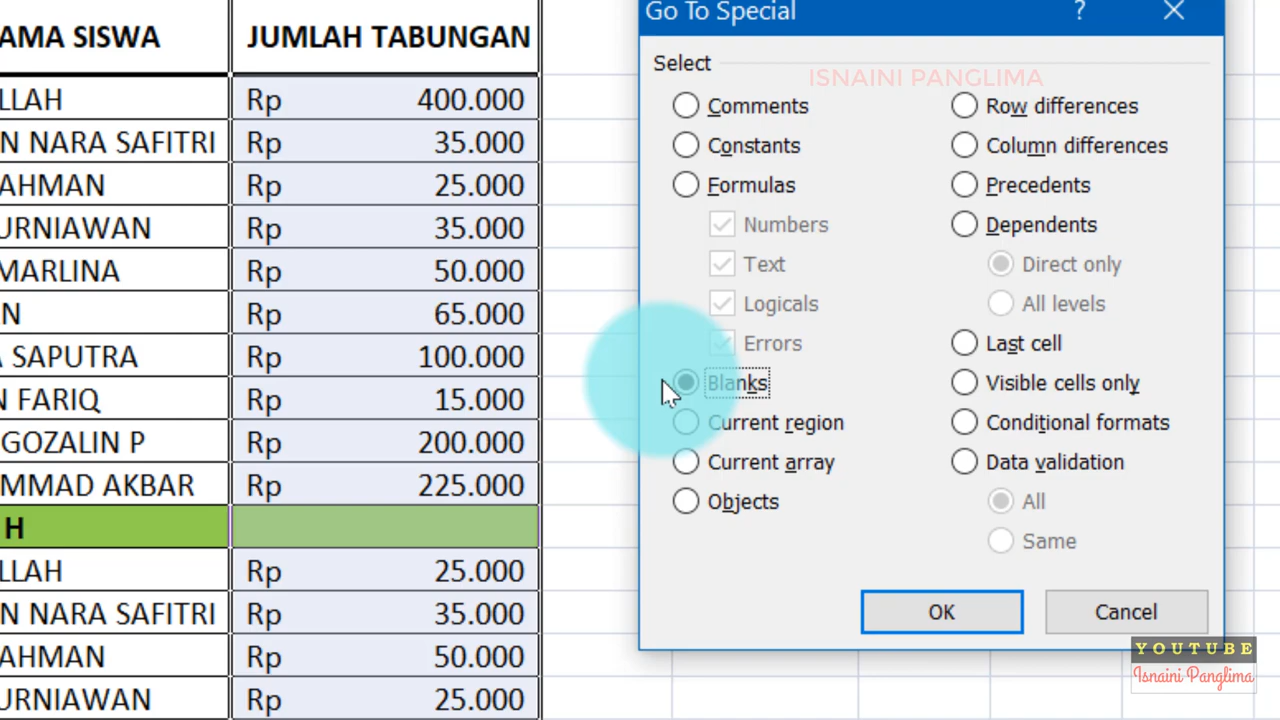 AMA SISWA JUMLAH TABUNGAN
LLAH Rp 400.000
N NARA SAFITRI Rp 35.000
AHMAN Rp 25.000
URNIAWAN Rp 35.000
MARLINA Rp 50.000
N Rp 65.000
A SAPUTRA Rp 100.000
N FARIQ Rp 15.000
GOZALIN P Rp 200.000
MMAD AKBAR Rp 225.000
H
LLAH Rp 25.000
N NARA SAFITRI Rp 35.000
AHMAN Rp 50.000
URNIAWAN Rp 25.000
Go To Special ?
Select
ISNAINI PANGLIMA
Comments
Constants
Formulas
Numbers
Text
Logicals
Errors
Blanks
Current region
Current array
Objects
Row differences
Column differences
Precedents
Dependents
Direct only
All levels
Last cell
Visible cells only
Conditional formats
Data validation
All
Same
OK Cancel
YOUTUBE
Isnaini Panglima